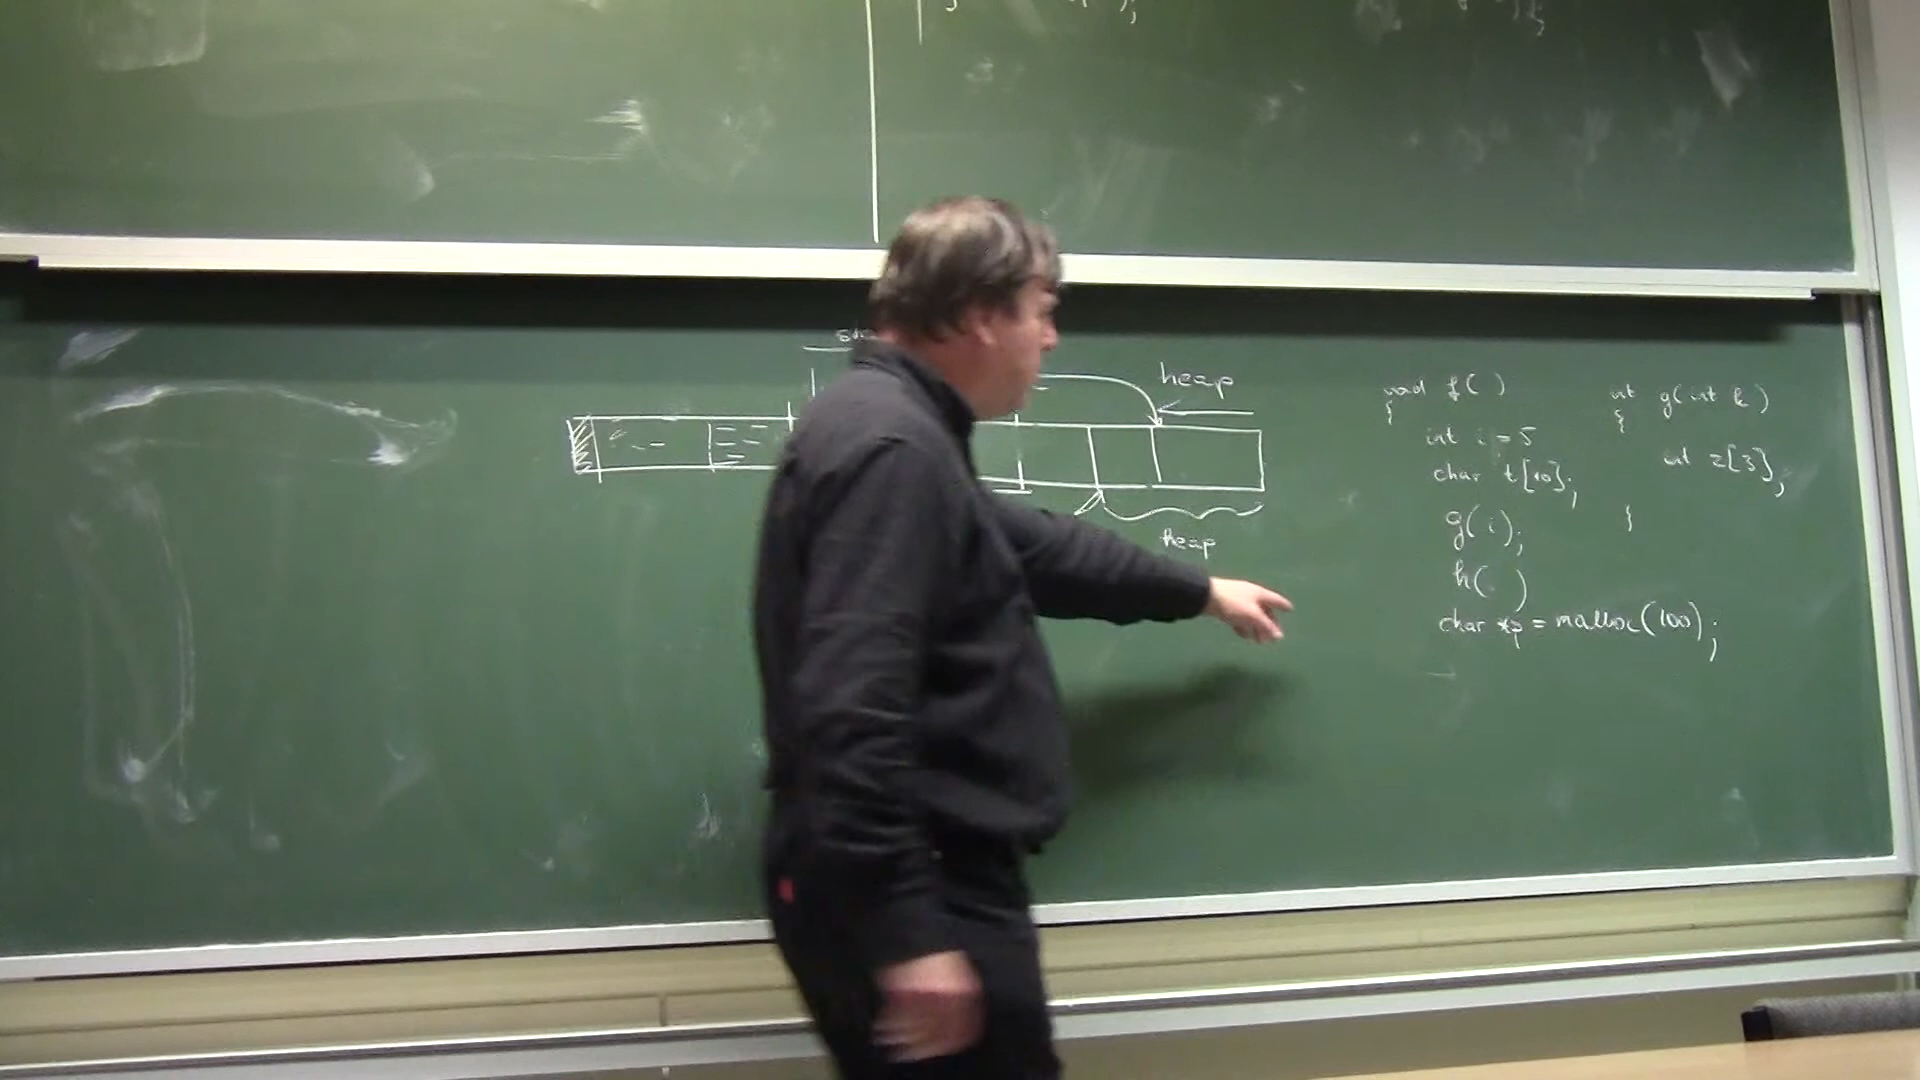 heap
heap
void f( )
{
int i = 5
char t[10];
g(i);
h( )
char *p = malloc(100);
int g(int k)
{
int z[3];
}